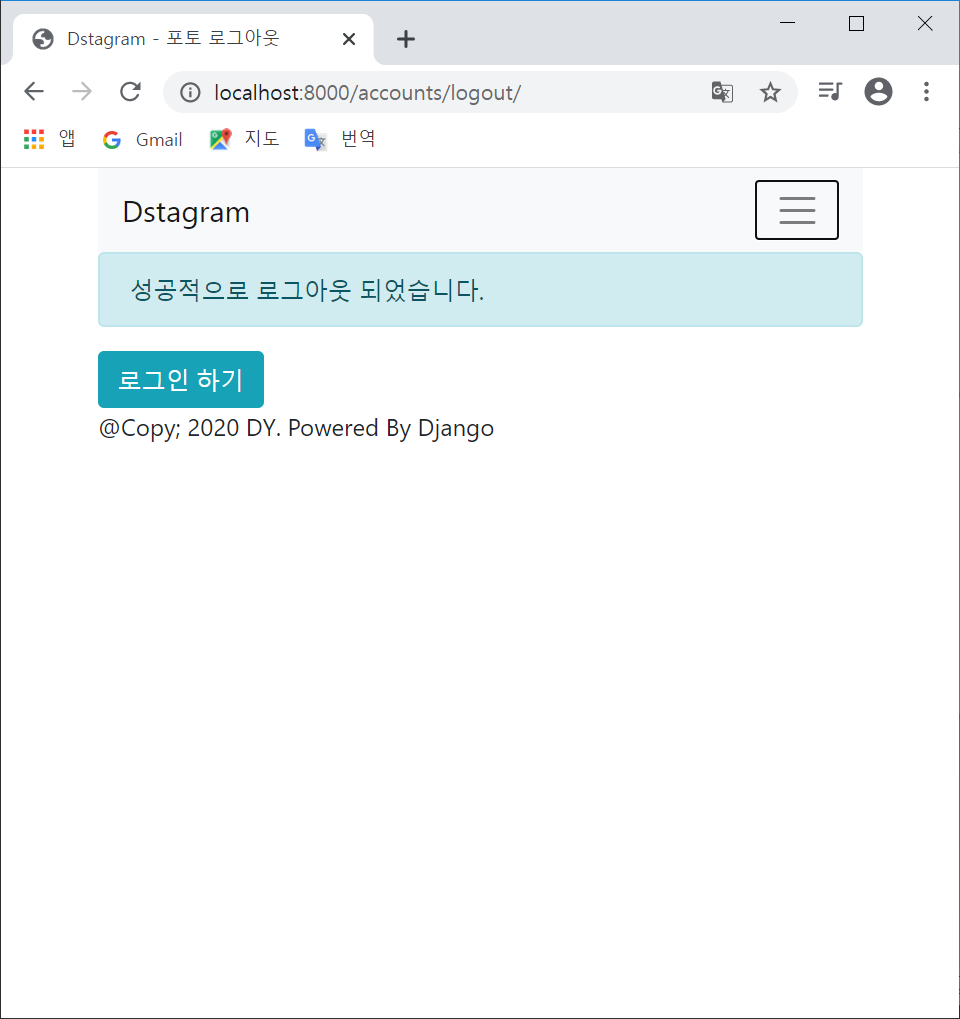 Dstagram - 포토 로그아웃
localhost:8000/accounts/logout/
앱 Gmail 지도 번역
Dstagram
성공적으로 로그아웃 되었습니다.
로그인 하기
@Copy; 2020 DY. Powered By Django